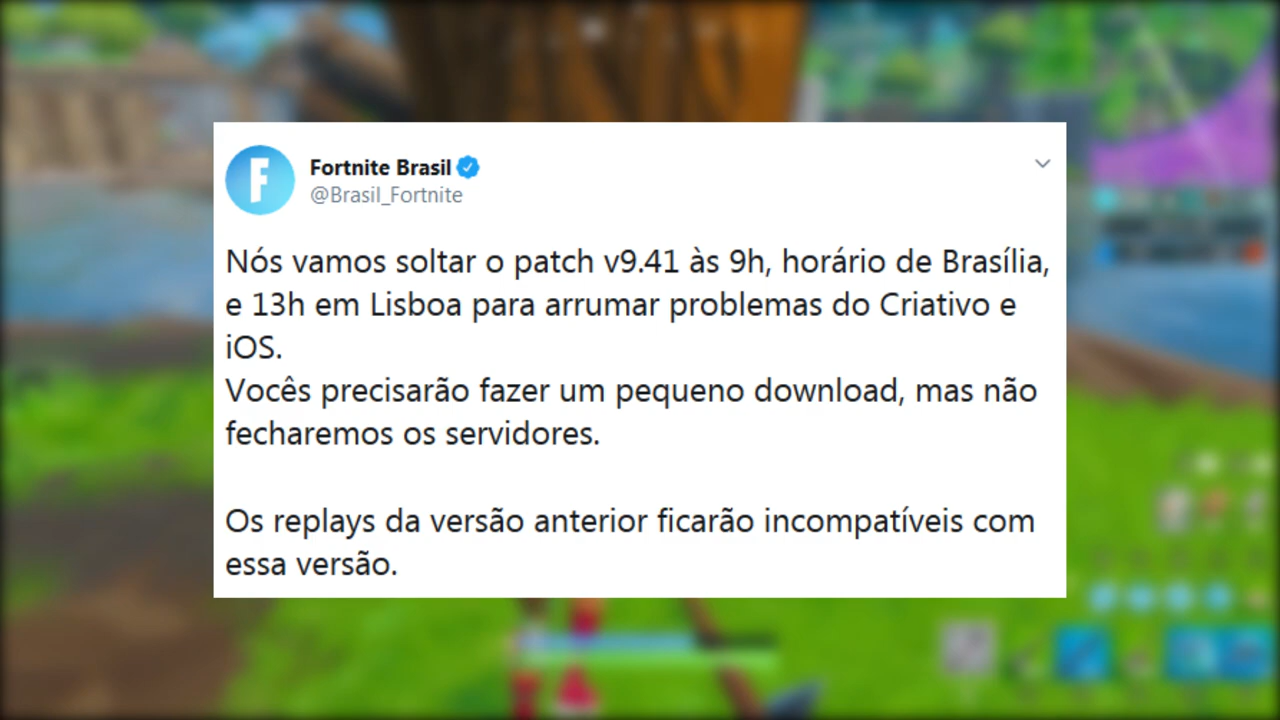 F
Fortnite Brasil
@Brasil_Fortnite
Nós vamos soltar o patch v9.41 às 9h, horário de Brasília,
e 13h em Lisboa para arrumar problemas do Criativo e
iOS.
Vocês precisarão fazer um pequeno download, mas não
fecharemos os servidores.
Os replays da versão anterior ficarão incompatíveis com
essa versão.